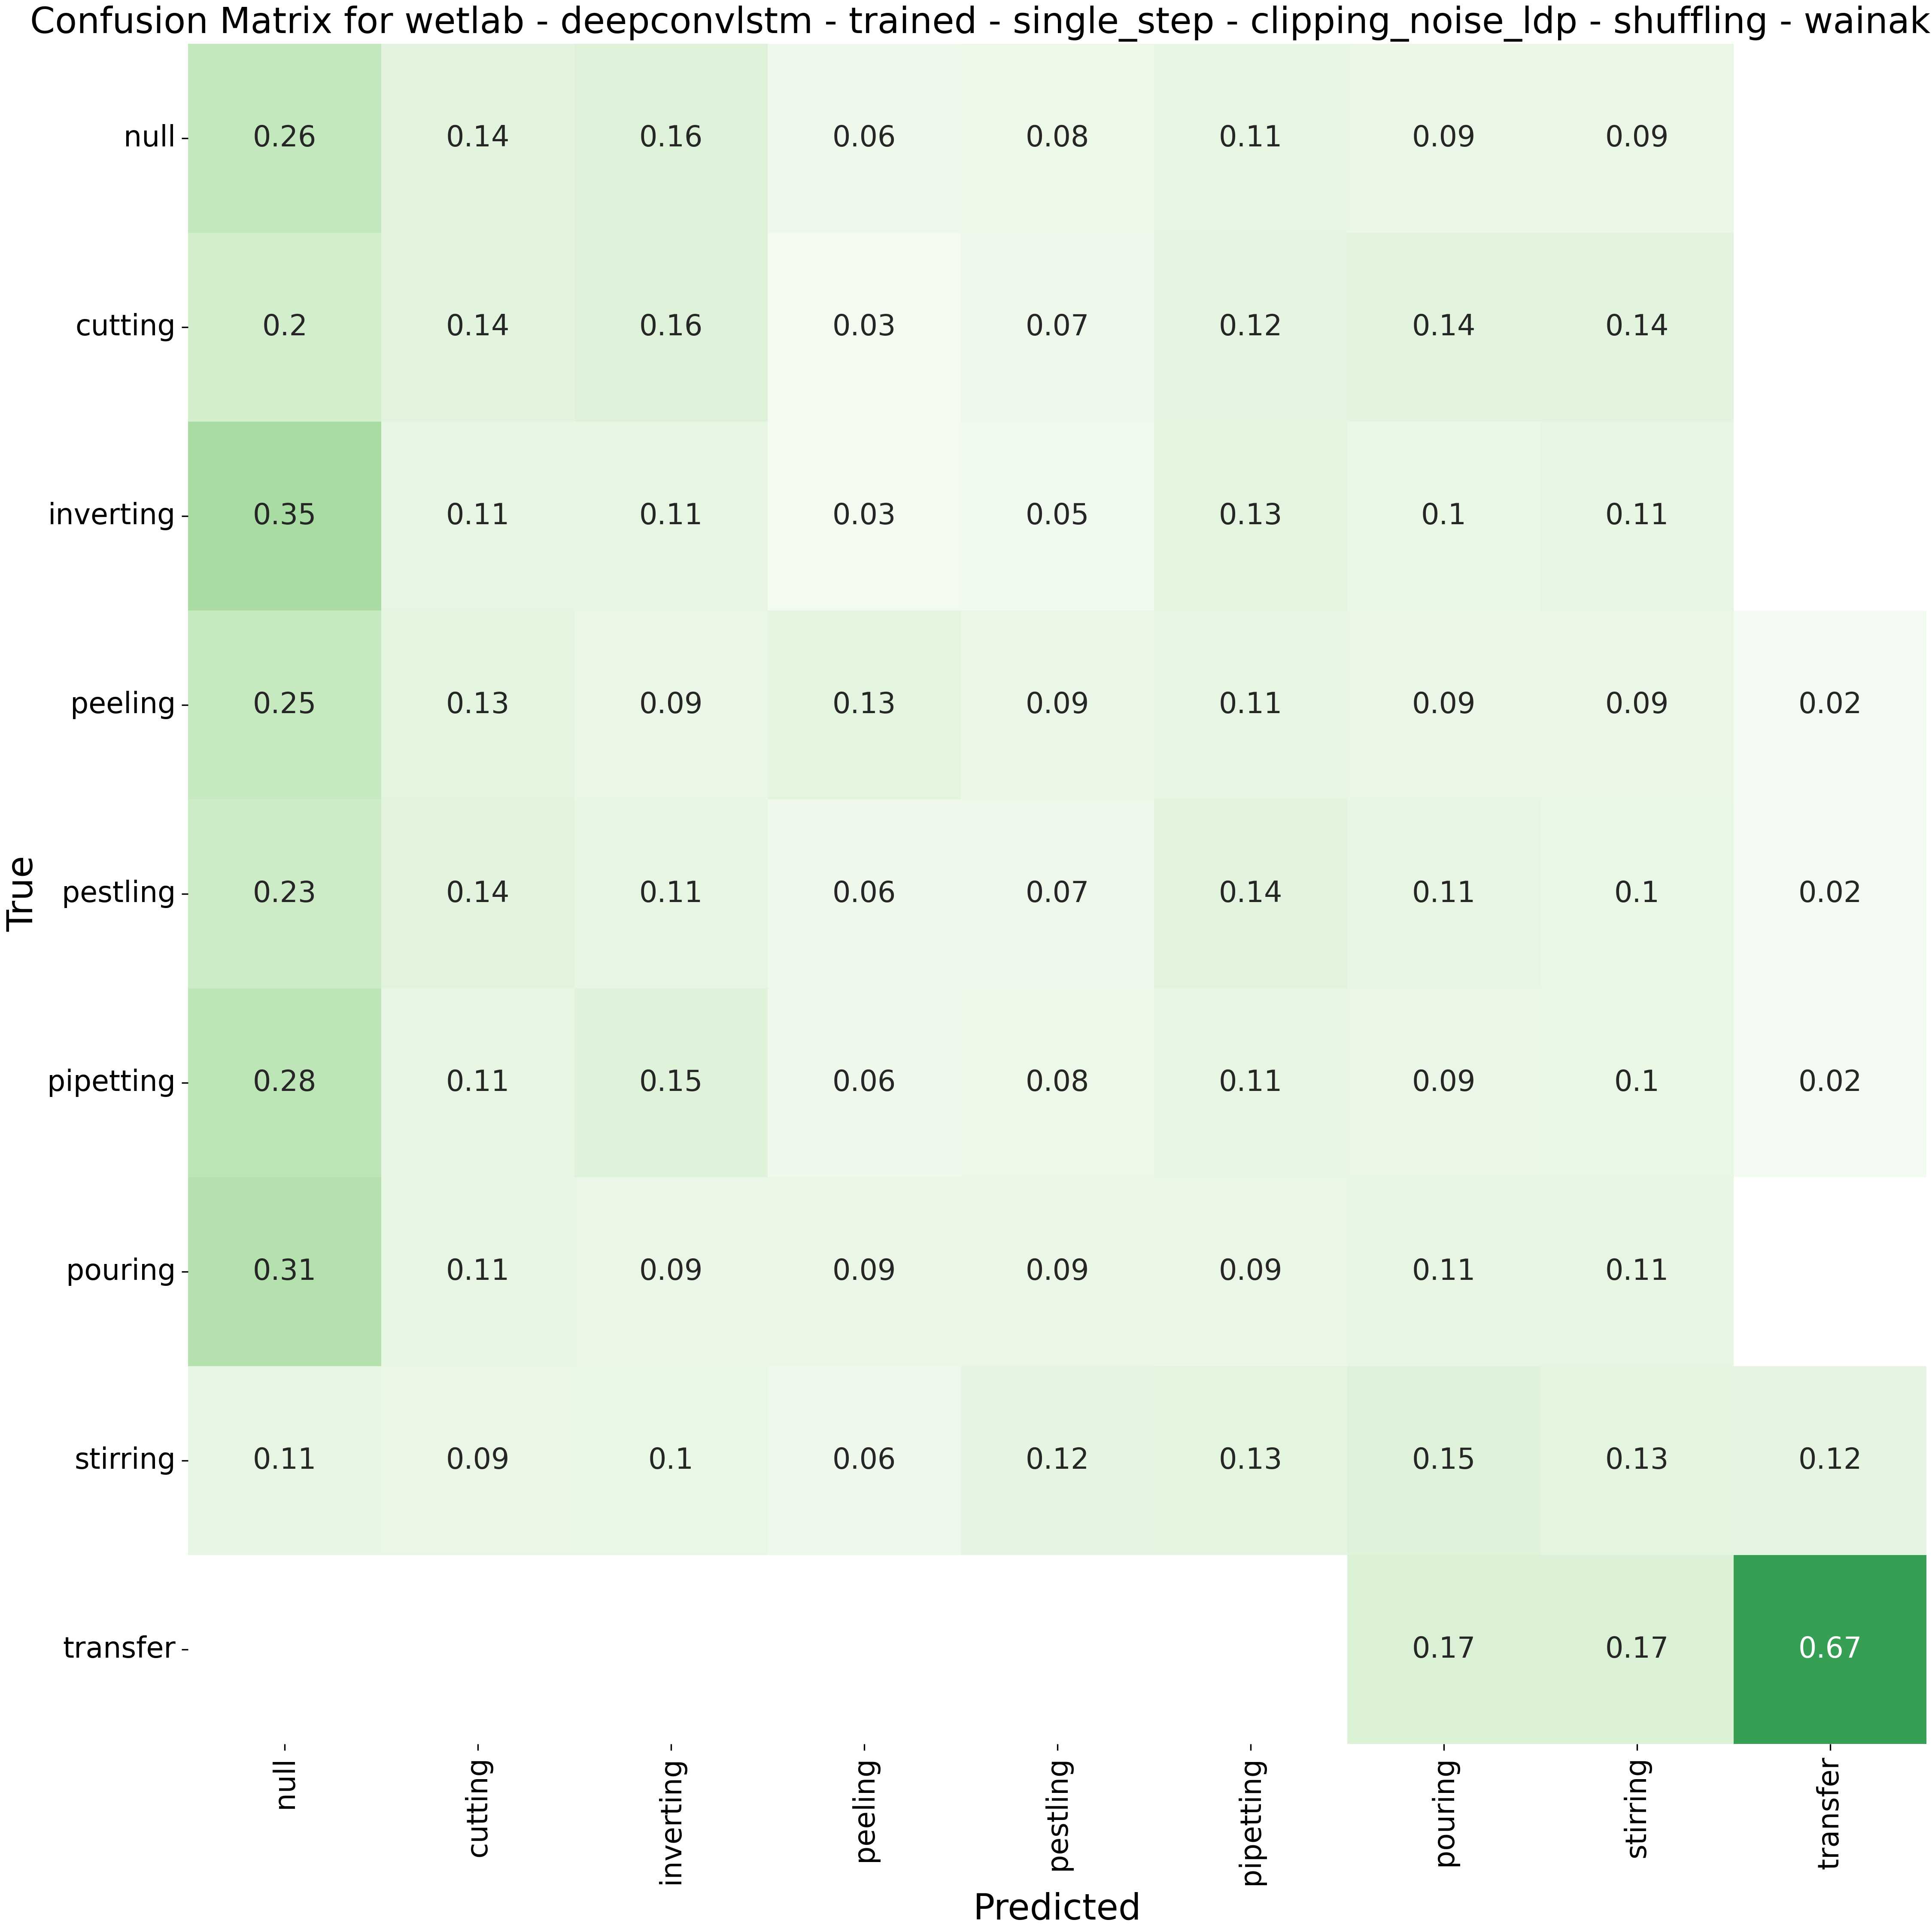 Confusion Matrix for wetlab - deepconvlstm - trained - single_step - clipping_noise_ldp - shuffling - wainak
null 0.26 0.14 0.16 0.06 0.08 0.11 0.09 0.09
cutting 0.2 0.14 0.16 0.03 0.07 0.12 0.14 0.14
inverting 0.35 0.11 0.11 0.03 0.05 0.13 0.1 0.11
peeling 0.25 0.13 0.09 0.13 0.09 0.11 0.09 0.09 0.02
pestling 0.23 0.14 0.11 0.06 0.07 0.14 0.11 0.1 0.02
pipetting 0.28 0.11 0.15 0.06 0.08 0.11 0.09 0.1 0.02
pouring 0.31 0.11 0.09 0.09 0.09 0.09 0.11 0.11
stirring 0.11 0.09 0.1 0.06 0.12 0.13 0.15 0.13 0.12
transfer 0.17 0.17 0.67
True
null cutting inverting peeling pestling pipetting pouring stirring transfer
Predicted